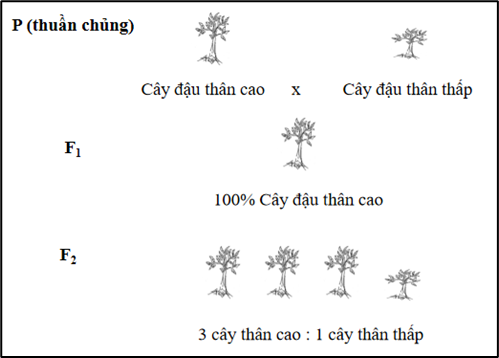 P (thuần chủng)
Cây đậu thân cao x Cây đậu thân thấp
F₁
100% Cây đậu thân cao
F₂
3 cây thân cao : 1 cây thân thấp